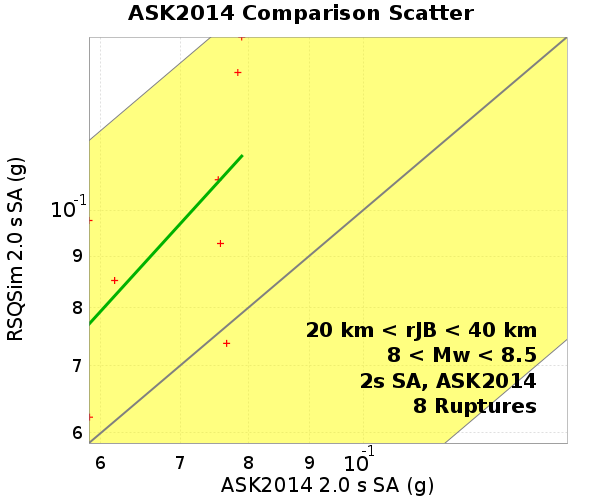 ASK2014 Comparison Scatter
RSQSim 2.0 s SA (g)
10^-1
9
8
7
6
20 km < rJB < 40 km
8 < Mw < 8.5
2s SA, ASK2014
8 Ruptures
6 7 8 9 10^-1
ASK2014 2.0 s SA (g)